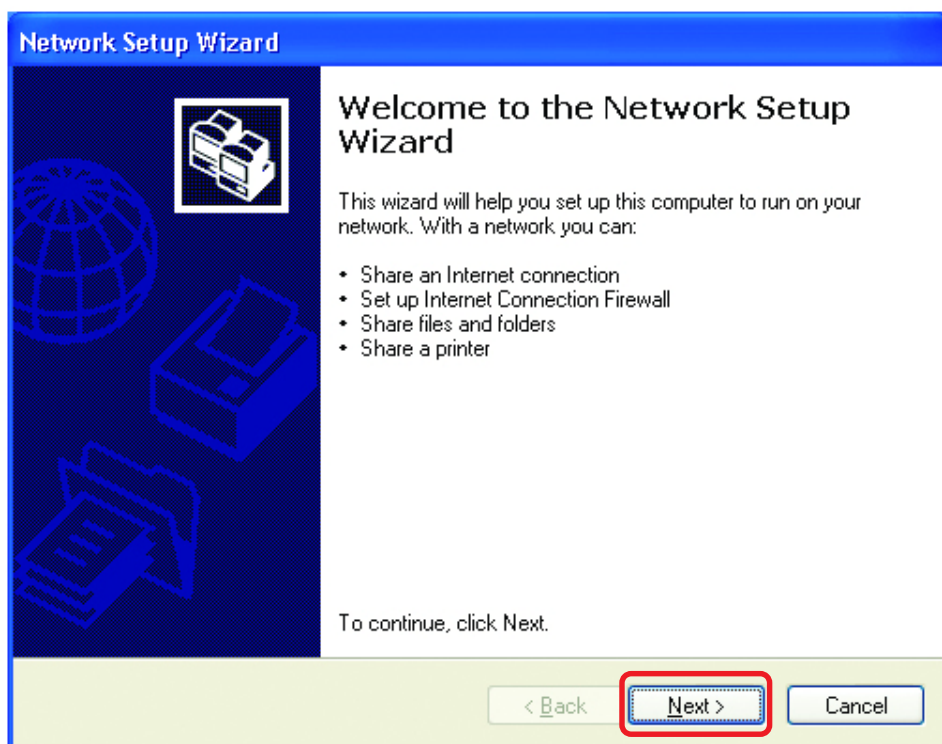 Network Setup Wizard
Welcome to the Network Setup
Wizard
This wizard will help you set up this computer to run on your
network. With a network you can:
• Share an Internet connection
• Set up Internet Connection Firewall
• Share files and folders
• Share a printer
To continue, click Next.
< Back Next > Cancel